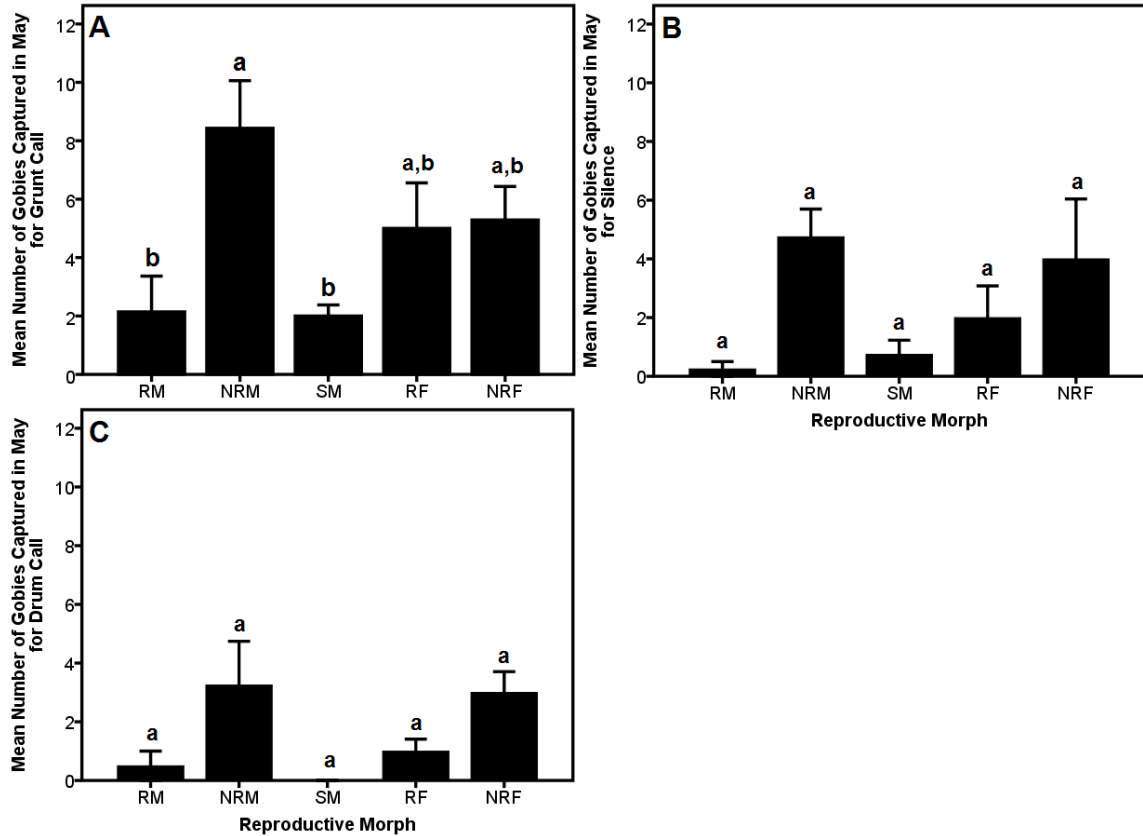 Mean Number of Gobies Captured in May
for Grunt Call
A
12
10
8
6
4
2
0
b
a
b
a,b
a,b
RM
NRM
SM
RF
NRF
Mean Number of Gobies Captured in May
for Silence
B
12
10
8
6
4
2
0
a
a
a
a
a
RM
NRM
SM
RF
NRF
Reproductive Morph
Mean Number of Gobies Captured in May
for Drum Call
C
12
10
8
6
4
2
0
a
a
a
a
a
RM
NRM
SM
RF
NRF
Reproductive Morph